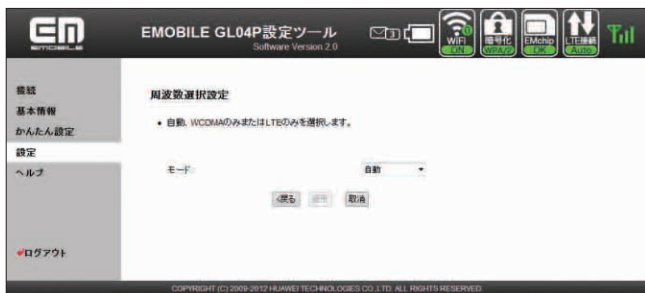 EM
EMOBILE
EMOBILE GL04P設定ツール
Software Version 2.0
3
WiFi
ON
暗号化
WPA/2
EMchip
OK
LTE接続
Auto
接続
基本情報
かんたん設定
設定
ヘルプ
ログアウト
周波数選択設定
• 自動、WCDMAのみまたはLTEのみを選択します。
モード 自動
<戻る 適用 取消
COPYRIGHT (C) 2009-2012 HUAWEI TECHNOLOGIES CO., LTD. ALL RIGHTS RESERVED.